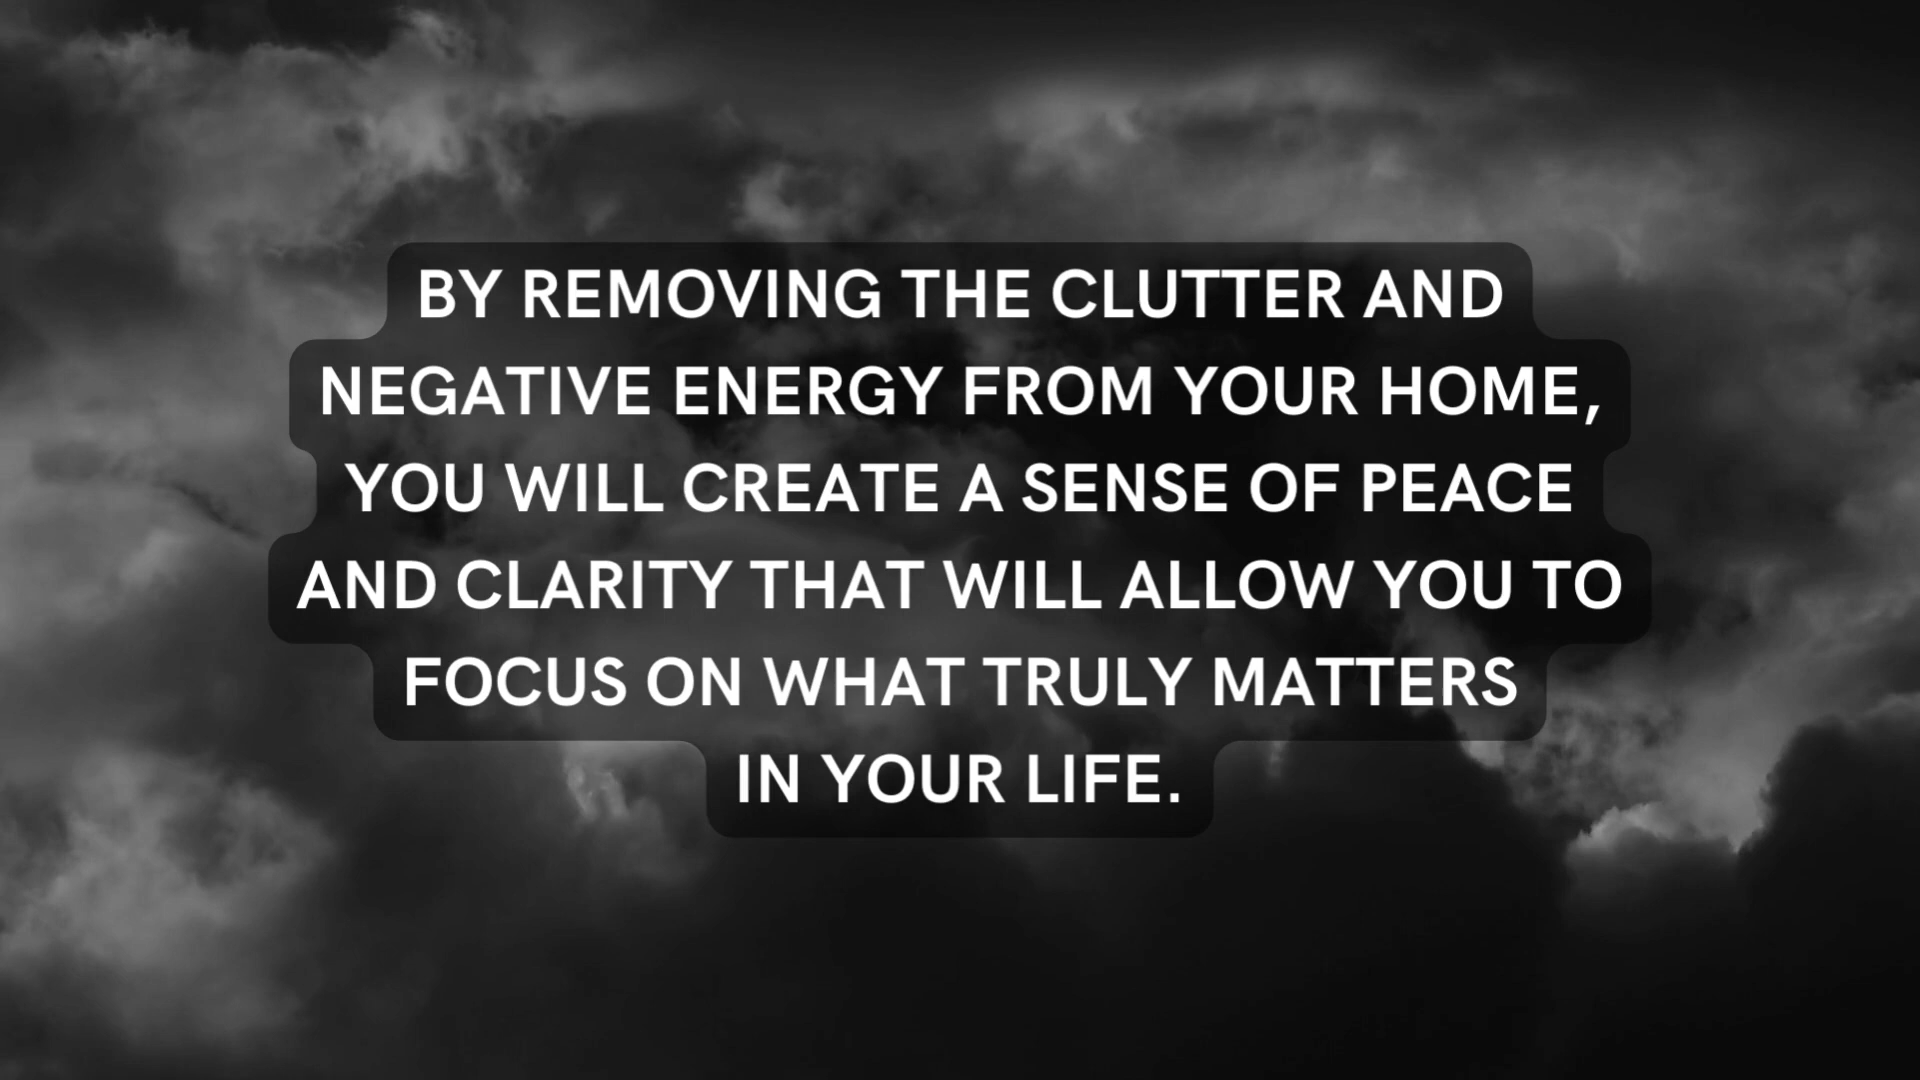 BY REMOVING THE CLUTTER AND
NEGATIVE ENERGY FROM YOUR HOME,
YOU WILL CREATE A SENSE OF PEACE
AND CLARITY THAT WILL ALLOW YOU TO
FOCUS ON WHAT TRULY MATTERS
IN YOUR LIFE.